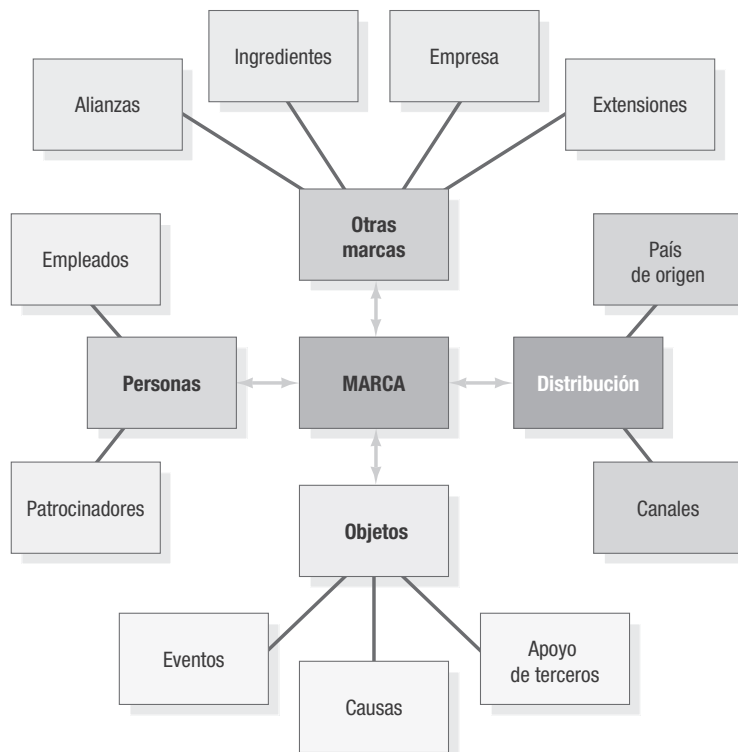 Ingredientes
Empresa
Alianzas
Extensiones
Otras
marcas
Empleados
País
de origen
Personas
MARCA
Distribución
Patrocinadores
Objetos
Canales
Eventos
Causas
Apoyo
de terceros